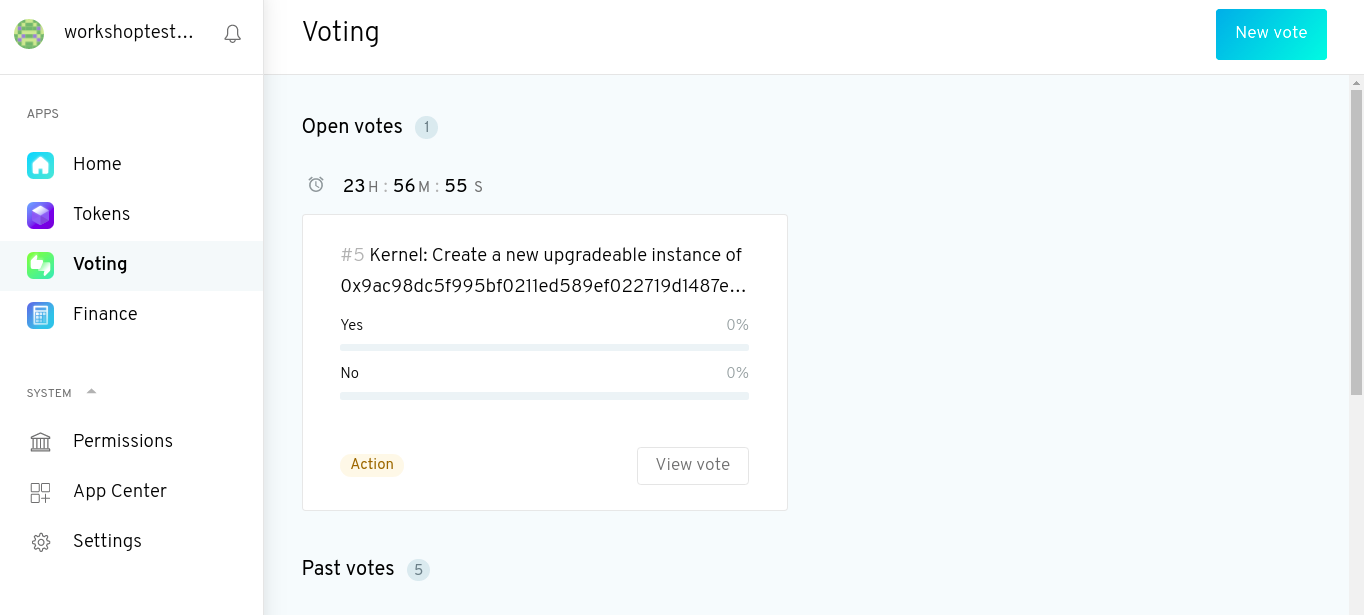 workshoptest...
Voting
New vote
APPS
Home
Tokens
Voting
Finance
SYSTEM
Permissions
App Center
Settings
Open votes 1
23 H : 56 M : 55 S
#5 Kernel: Create a new upgradeable instance of
0x9ac98dc5f995bf0211ed589ef022719d1487e...
Yes 0%
No 0%
Action
View vote
Past votes 5